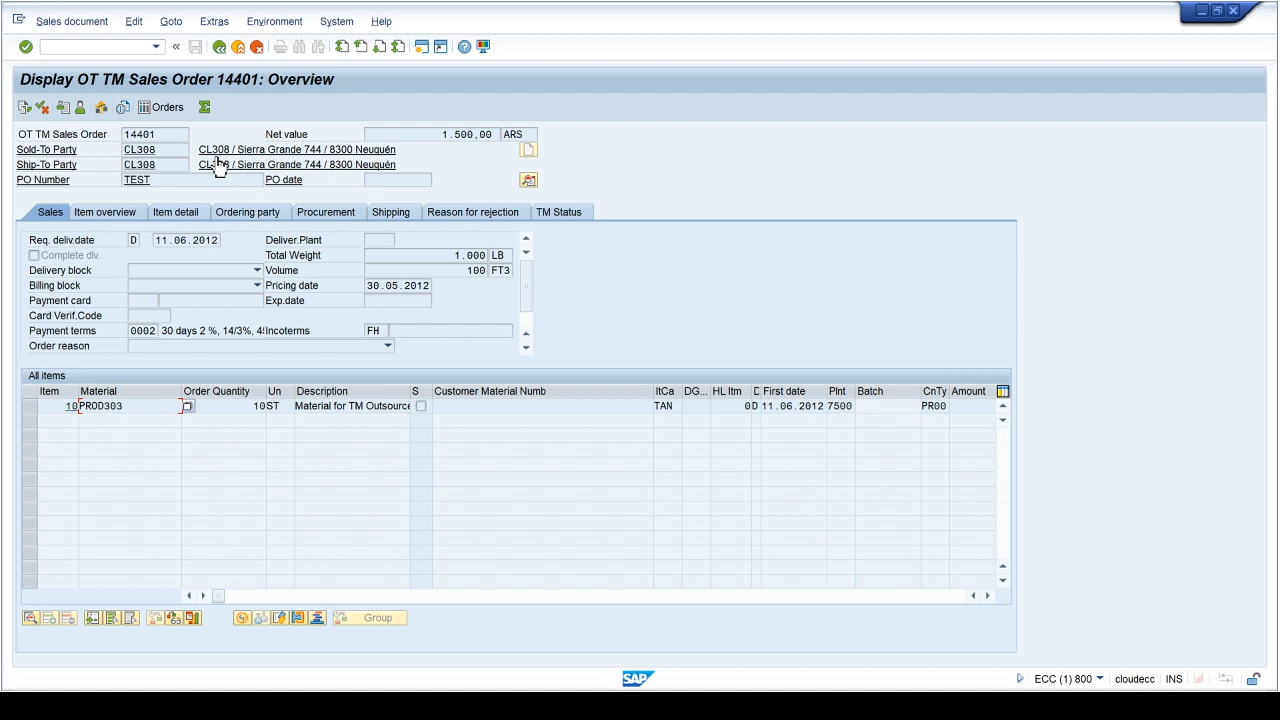 Sales document Edit Goto Extras Environment System Help
Display OT TM Sales Order 14401: Overview
Orders
OT TM Sales Order 14401 Net value 1.500,00 ARS
Sold-To Party CL308 CL308 / Sierra Grande 744 / 8300 Neuquén
Ship-To Party CL308 / Sierra Grande 744 / 8300 Neuquén
PO Number TEST PO date
Sales Item overview Item detail Ordering party Procurement Shipping Reason for rejection TM Status
Req. deliv.date D 11.06.2012 Deliver.Plant
Complete dlv. Total Weight 1.000 LB
Delivery block Volume 100 FT3
Billing block Pricing date 30.05.2012
Payment card Exp.date
Card Verif.Code
Payment terms 0002 30 days 2 %, 14/3%, 4 Incoterms FH
Order reason
All items
Item Material Order Quantity Un Description S Customer Material Numb ItCa DG... HL Itm D First date Plnt Batch CnTy Amount
10 PROD303 10 ST Material for TM Outsource TAN 0 D 11.06.2012 7500 PR00
Group
SAP ECC (1) 800 cloudecc INS